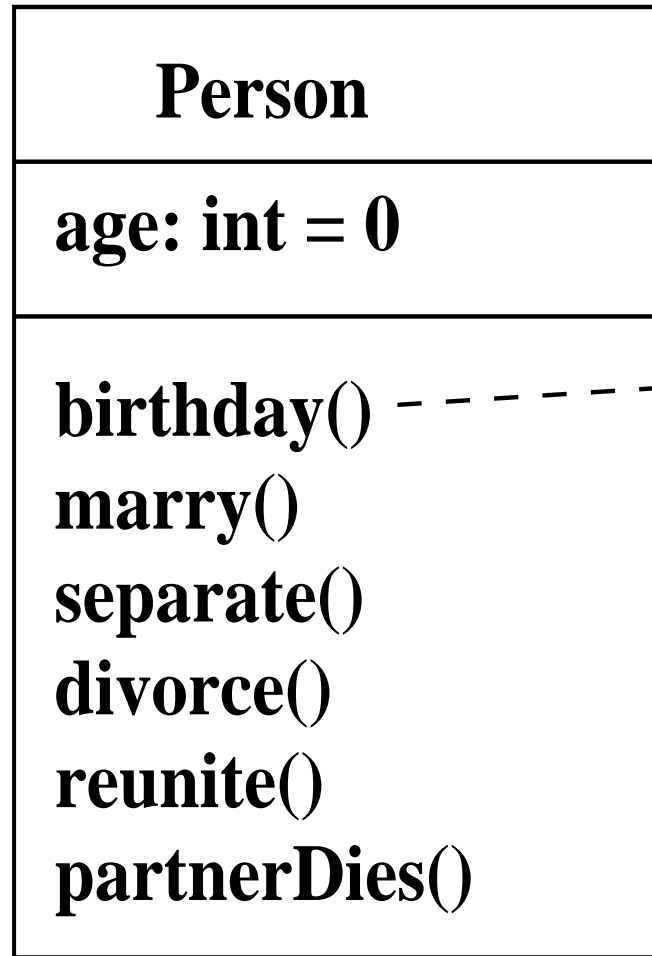 Person
age: int = 0
birthday()
marry()
separate()
divorce()
reunite()
partnerDies()